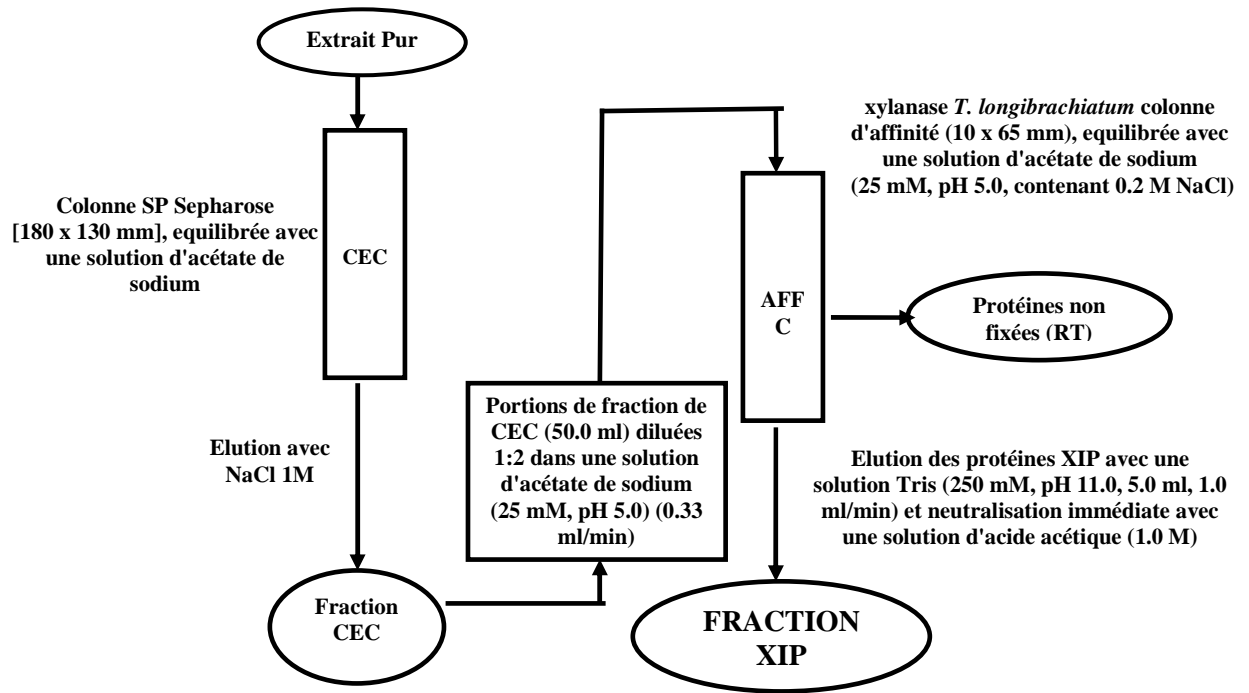 Extrait Pur
Colonne SP Sepharose
[180 x 130 mm], equilibrée avec
une solution d'acétate de
sodium
CEC
Elution avec
NaCl 1M
Fraction
CEC
Portions de fraction de
CEC (50.0 ml) diluées
1:2 dans une solution
d'acétate de sodium
(25 mM, pH 5.0) (0.33
ml/min)
xylanase T. longibrachiatum colonne
d'affinité (10 x 65 mm), equilibrée avec
une solution d'acétate de sodium
(25 mM, pH 5.0, contenant 0.2 M NaCl)
AFF
C
Protéines non
fixées (RT)
Elution des protéines XIP avec une
solution Tris (250 mM, pH 11.0, 5.0 ml, 1.0
ml/min) et neutralisation immédiate avec
une solution d'acide acétique (1.0 M)
FRACTION
XIP